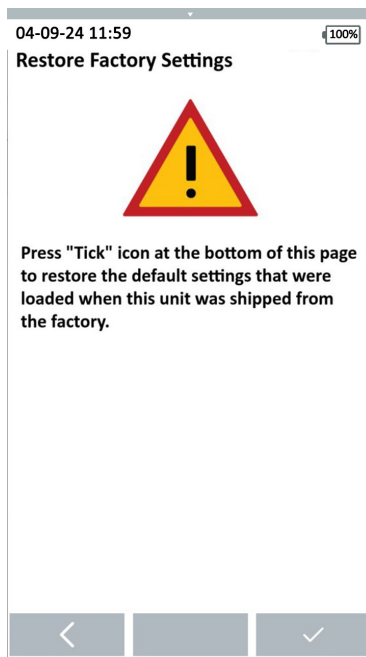 04-09-24 11:59
100%
Restore Factory Settings
Press "Tick" icon at the bottom of this page
to restore the default settings that were
loaded when this unit was shipped from
the factory.